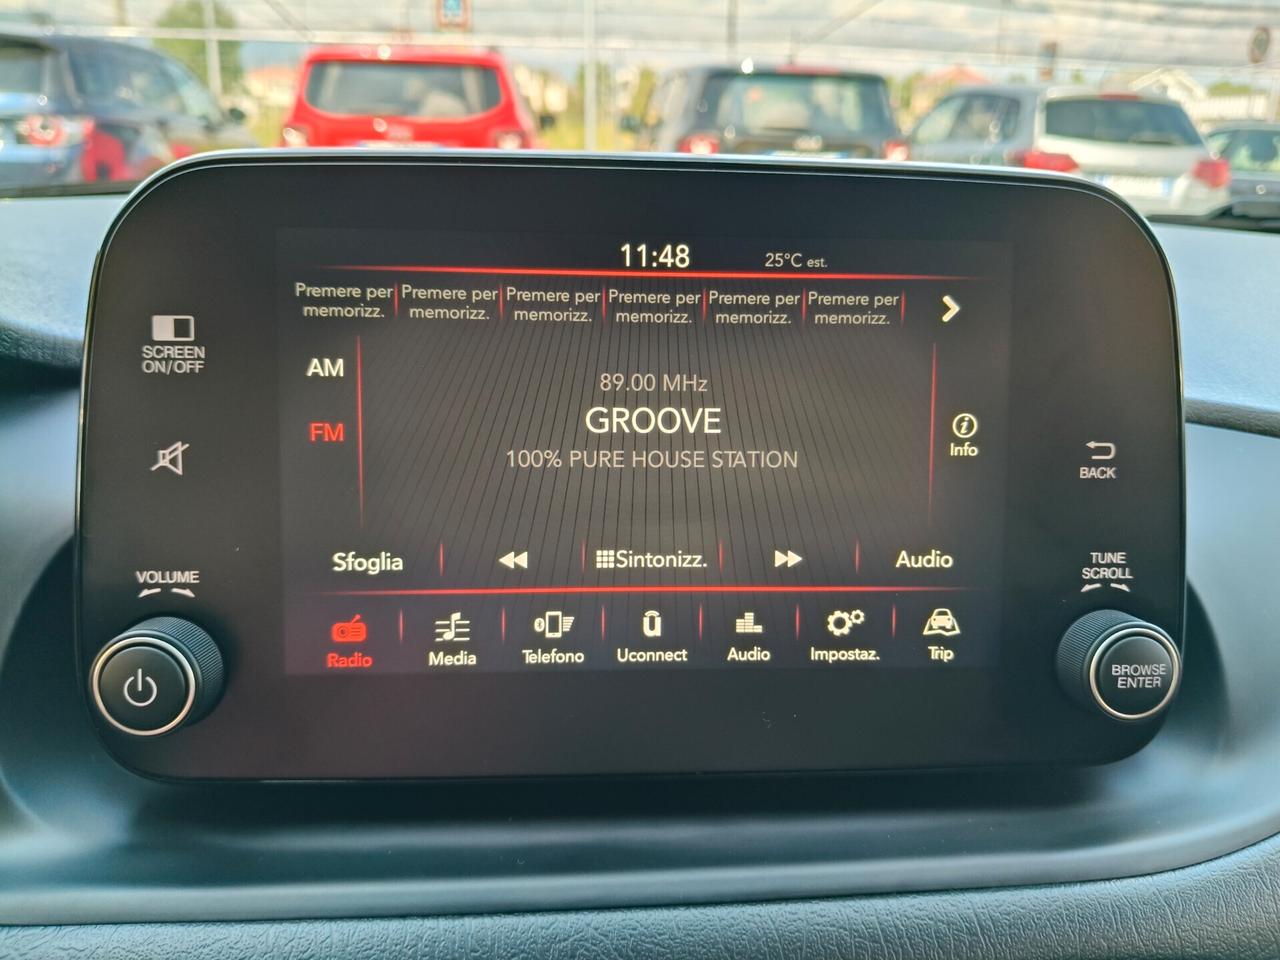 11:48
25°C est.
Premere per memorizz.
Premere per memorizz.
Premere per memorizz.
Premere per memorizz.
Premere per memorizz.
Premere per memorizz.
SCREEN
ON/OFF
AM
FM
89.00 MHz
GROOVE
100% PURE HOUSE STATION
Info
BACK
Sfoglia
Sintonizz.
Audio
VOLUME
TUNE
SCROLL
Radio
Media
Telefono
Uconnect
Audio
Impostaz.
Trip
BROWSE
ENTER